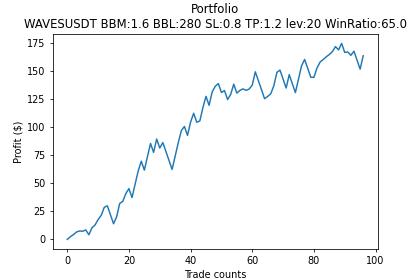 Portfolio
WAVESUSDT BBM:1.6 BBL:280 SL:0.8 TP:1.2 lev:20 WinRatio:65.0
175
150
125
100
75
50
25
0
Profit ($)
0 20 40 60 80 100
Trade counts